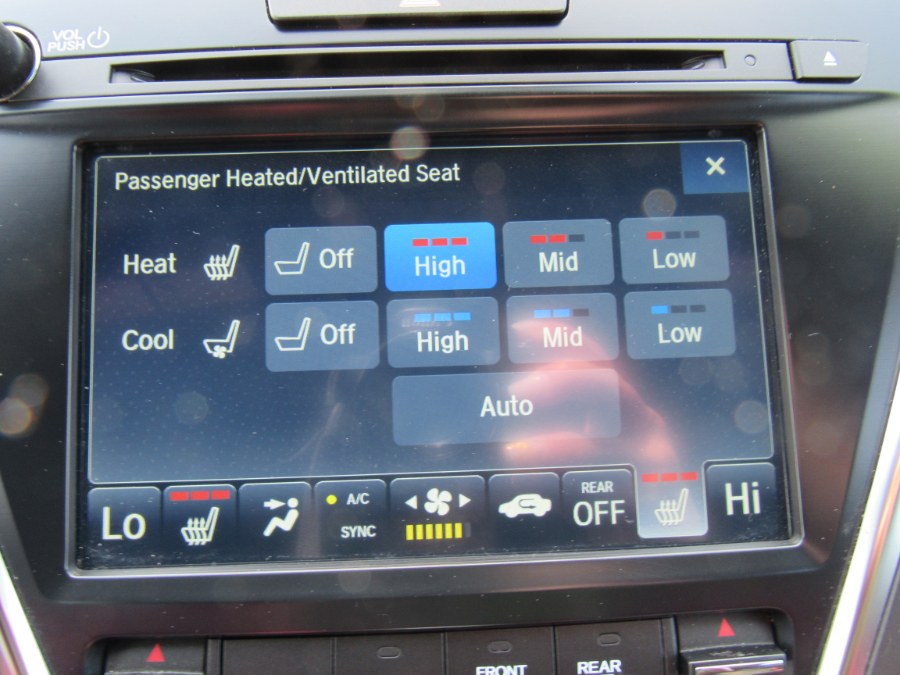 VOL
PUSH
Passenger Heated/Ventilated Seat
Heat Off High Mid Low
Cool Off High Mid Low
Auto
Lo A/C SYNC REAR OFF Hi
FRONT REAR